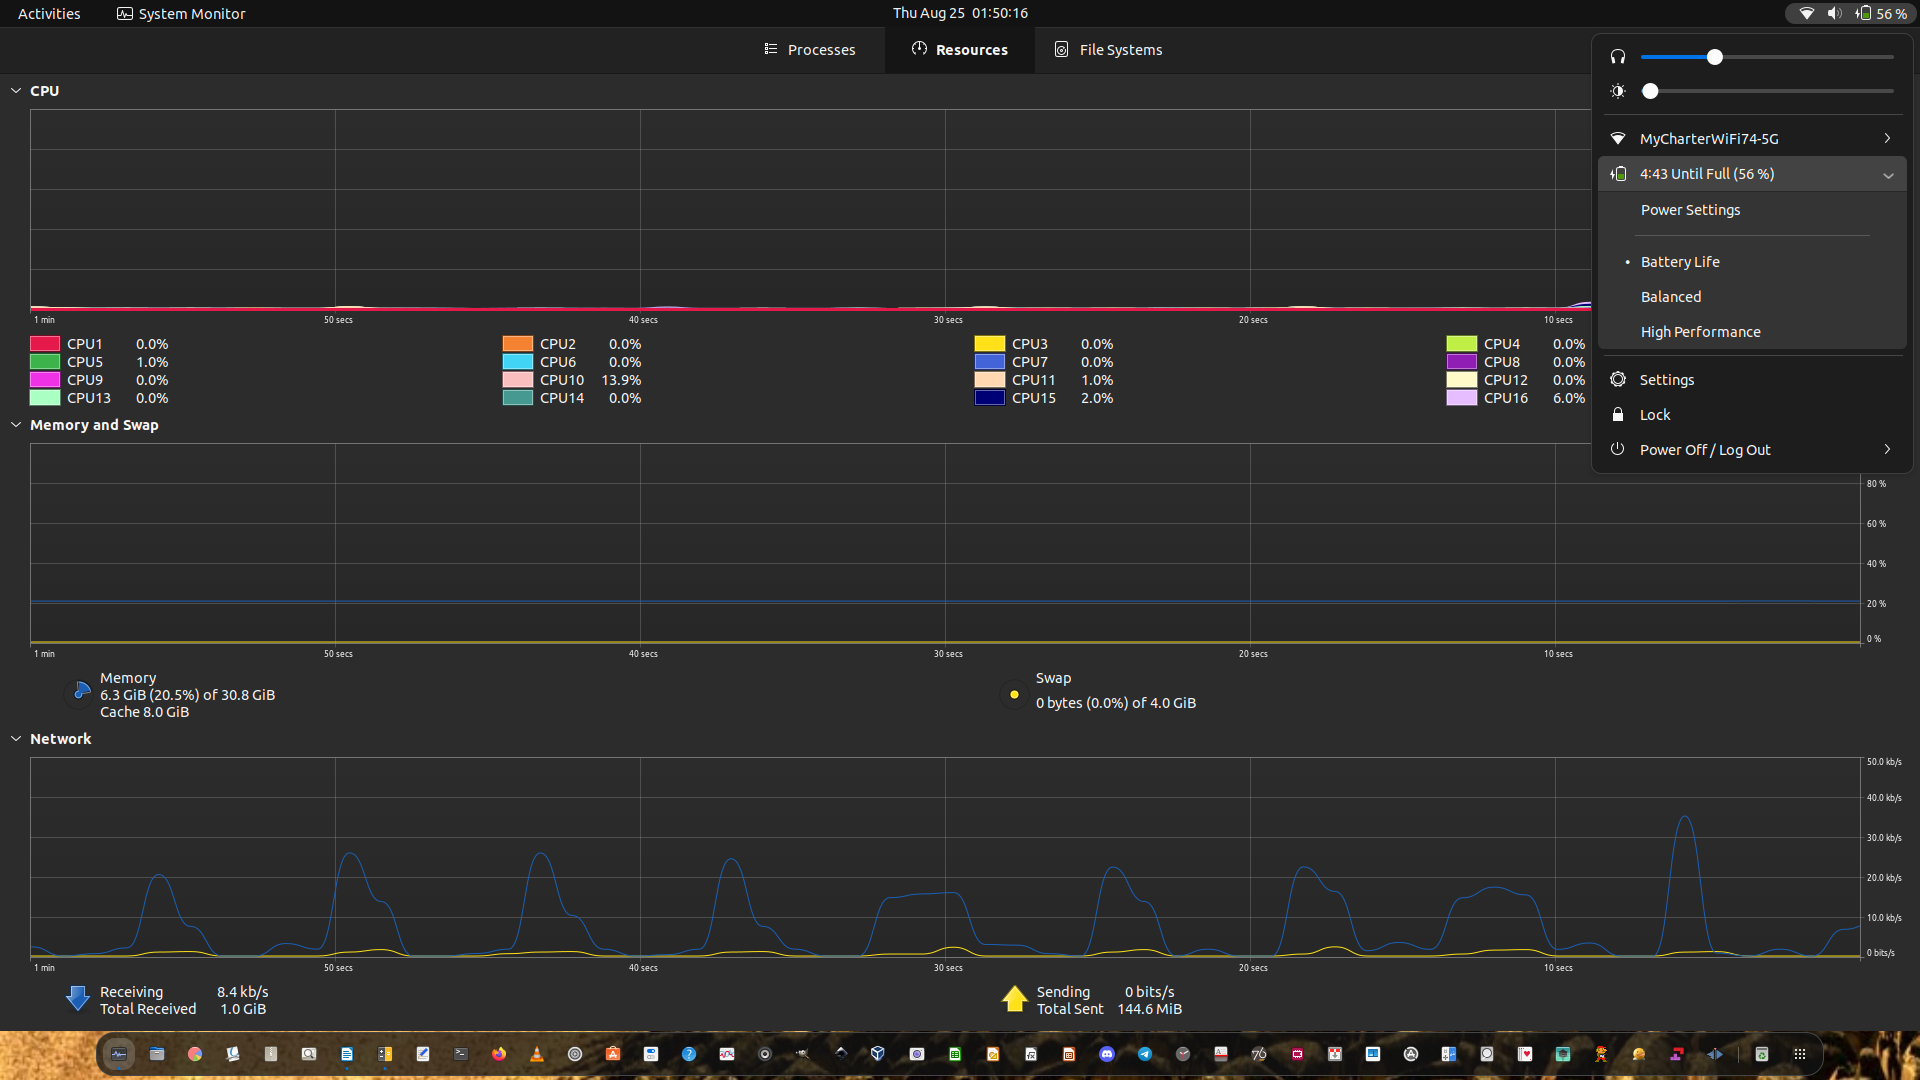 Activities
System Monitor
Thu Aug 25 01:50:16
56 %
Processes
Resources
File Systems
CPU
1 min
50 secs
40 secs
30 secs
20 secs
10 secs
CPU1 0.0%
CPU2 0.0%
CPU3 0.0%
CPU4 0.0%
CPU5 1.0%
CPU6 0.0%
CPU7 0.0%
CPU8 0.0%
CPU9 0.0%
CPU10 13.9%
CPU11 1.0%
CPU12 0.0%
CPU13 0.0%
CPU14 0.0%
CPU15 2.0%
CPU16 6.0%
MyCharterWiFi74-5G
4:43 Until Full (56 %)
Power Settings
Battery Life
Balanced
High Performance
Settings
Lock
Power Off / Log Out
Memory and Swap
80 %
60 %
40 %
20 %
0 %
1 min
50 secs
40 secs
30 secs
20 secs
10 secs
Memory
6.3 GiB (20.5%) of 30.8 GiB
Cache 8.0 GiB
Swap
0 bytes (0.0%) of 4.0 GiB
Network
50.0 kb/s
40.0 kb/s
30.0 kb/s
20.0 kb/s
10.0 kb/s
0 bits/s
1 min
50 secs
40 secs
30 secs
20 secs
10 secs
Receiving 8.4 kb/s
Total Received 1.0 GiB
Sending 0 bits/s
Total Sent 144.6 MiB